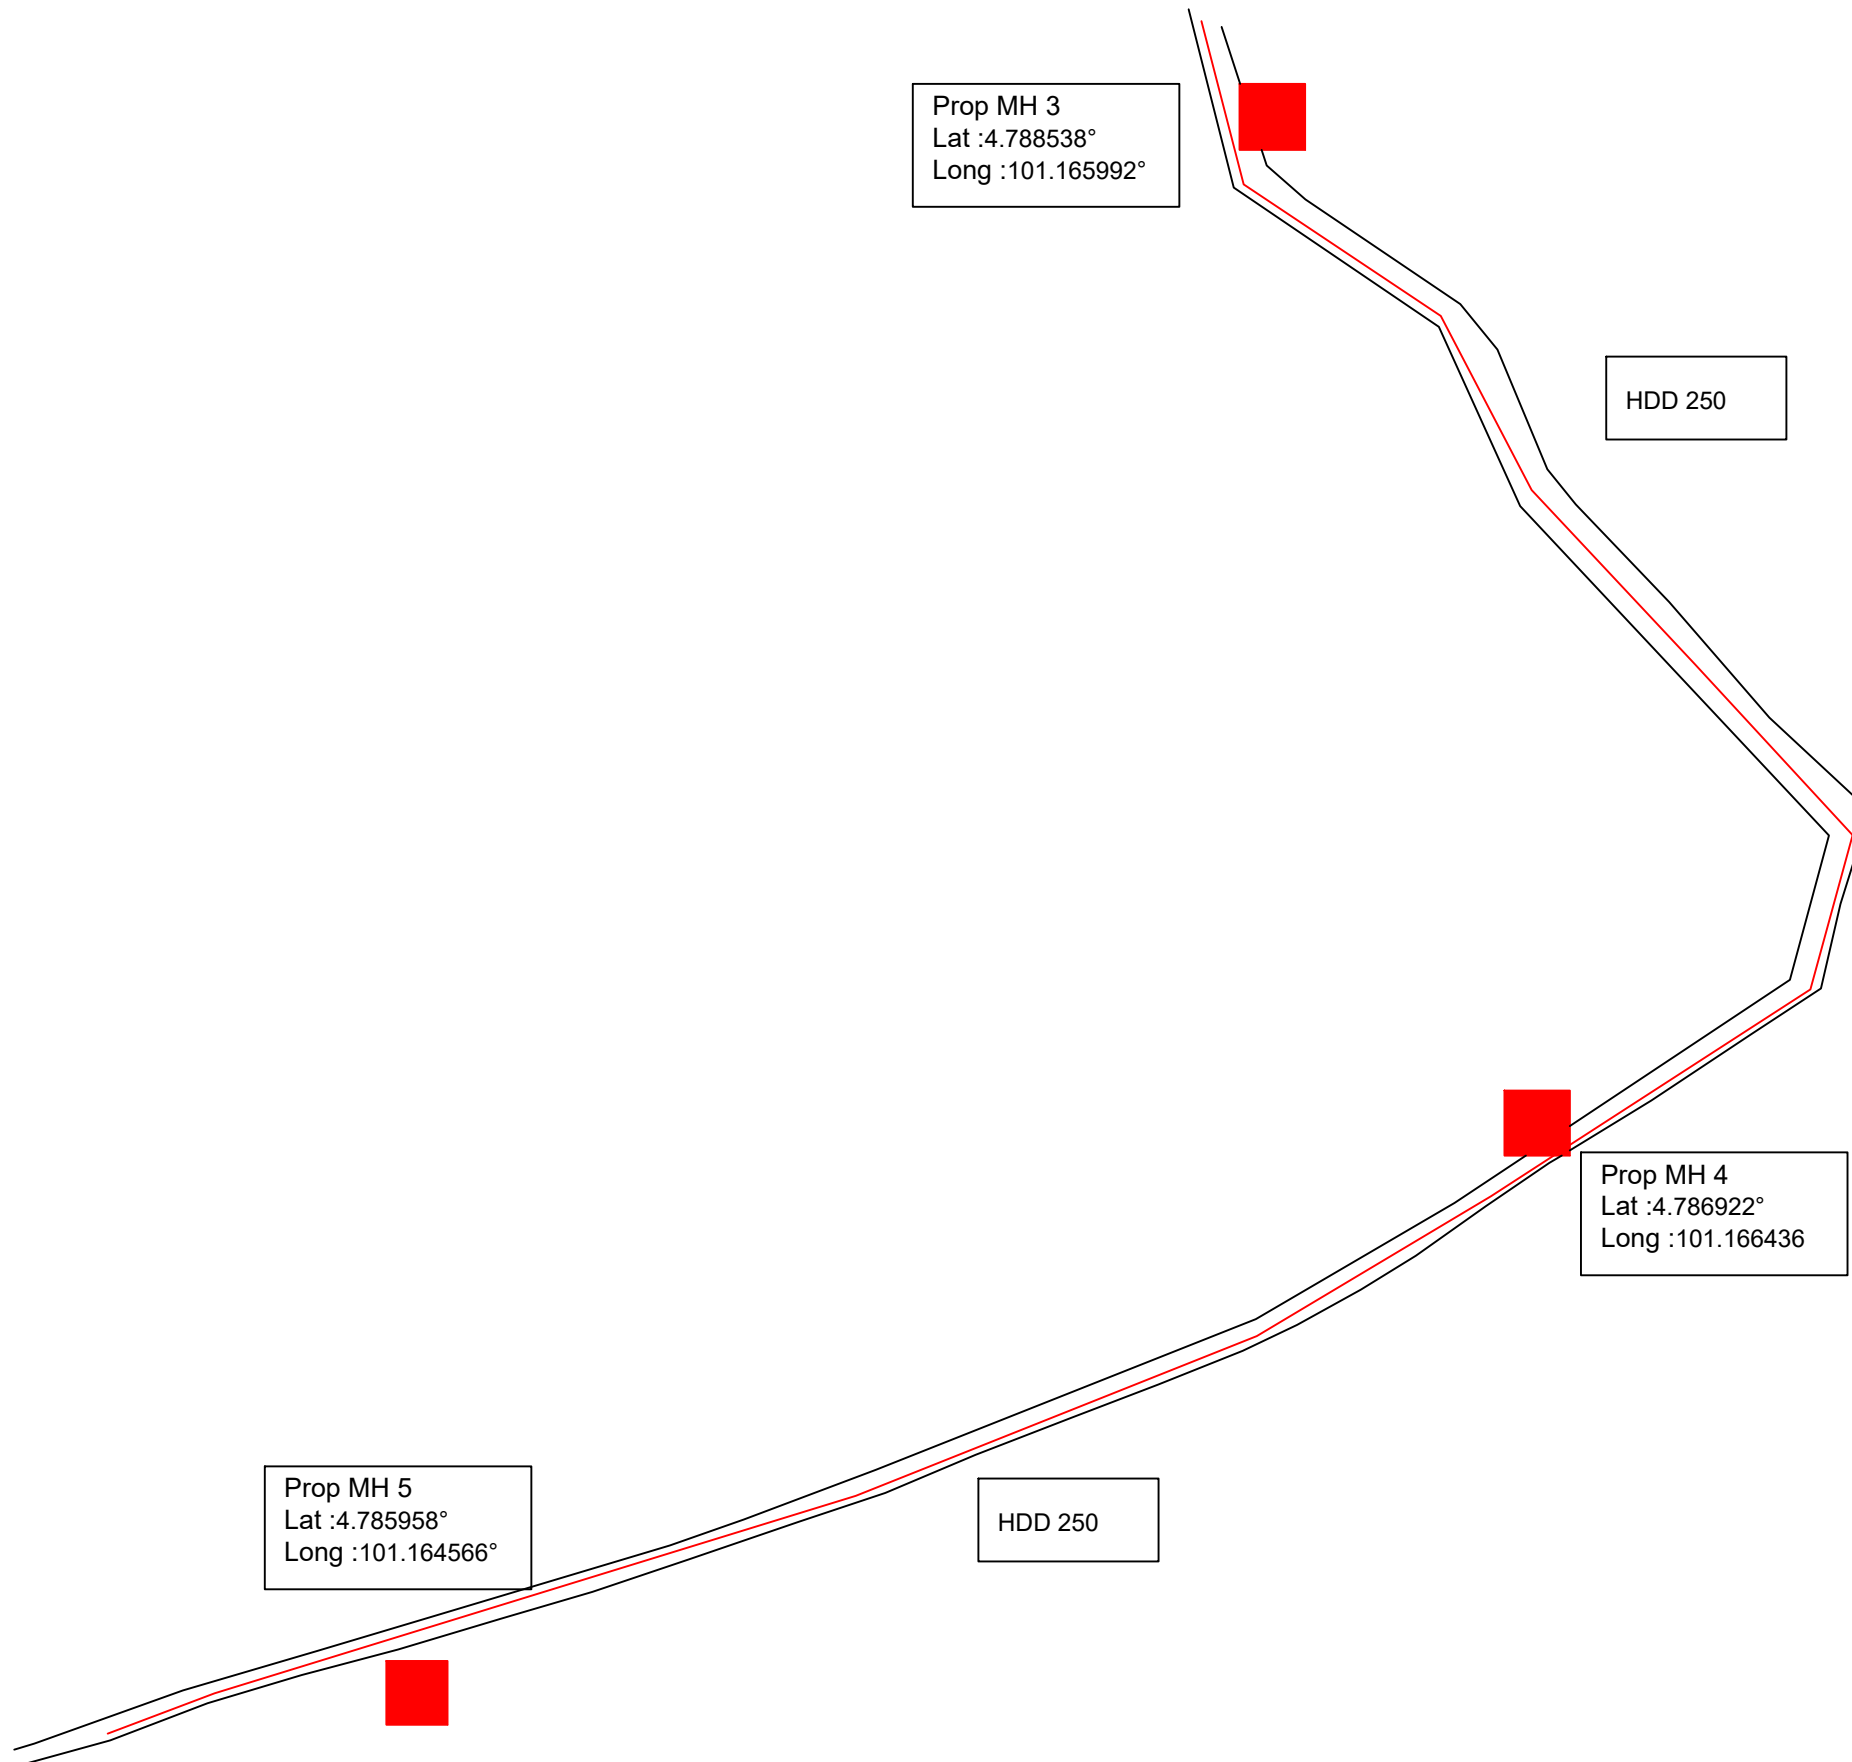 Prop MH 3
Lat :4.788538°
Long :101.165992°
HDD 250
Prop MH 4
Lat :4.786922°
Long :101.166436
Prop MH 5
Lat :4.785958°
Long :101.164566°
HDD 250